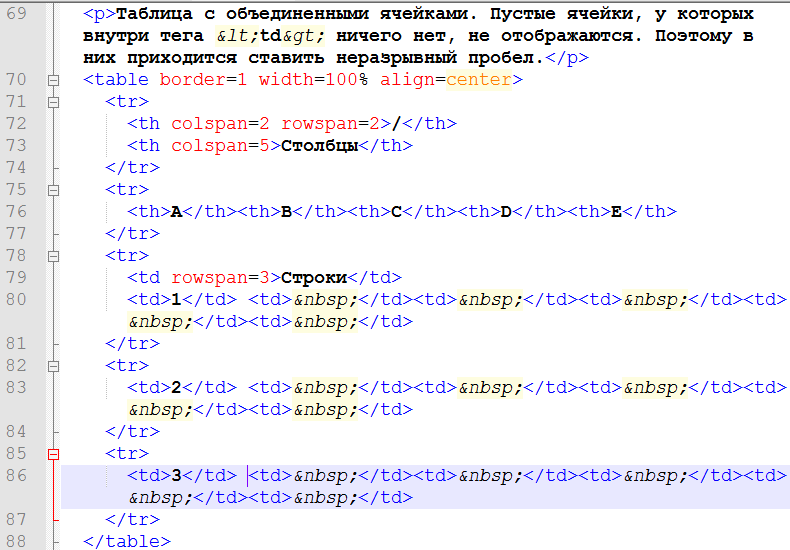 69 <p>Таблица с объединенными ячейками. Пустые ячейки, у которых
внутри тега &lt;td&gt; ничего нет, не отображаются. Поэтому в
них приходится ставить неразрывный пробел.</p>
70 <table border=1 width=100% align=center>
71 <tr>
72 <th colspan=2 rowspan=2>/</th>
73 <th colspan=5>Столбцы</th>
74 </tr>
75 <tr>
76 <th>A</th><th>B</th><th>C</th><th>D</th><th>E</th>
77 </tr>
78 <tr>
79 <td rowspan=3>Строки</td>
80 <td>1</td> <td>&nbsp;</td><td>&nbsp;</td><td>&nbsp;</td><td>
&nbsp;</td><td>&nbsp;</td>
81 </tr>
82 <tr>
83 <td>2</td> <td>&nbsp;</td><td>&nbsp;</td><td>&nbsp;</td><td>
&nbsp;</td><td>&nbsp;</td>
84 </tr>
85 <tr>
86 <td>3</td> <td>&nbsp;</td><td>&nbsp;</td><td>&nbsp;</td><td>
&nbsp;</td><td>&nbsp;</td>
87 </tr>
88 </table>